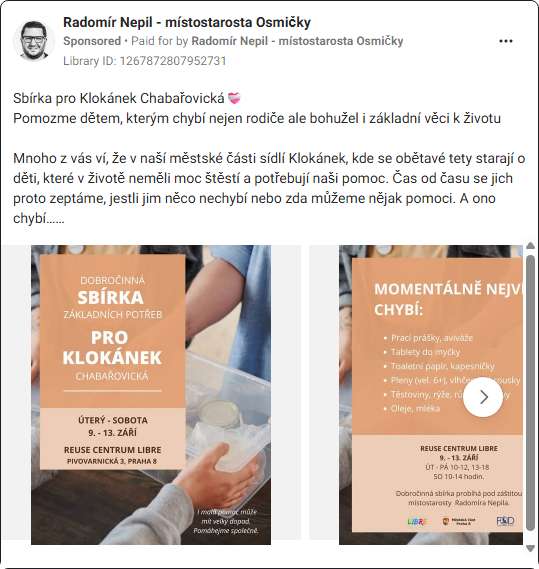 Radomír Nepil - místostarosta Osmičky
Sponsored • Paid for by Radomír Nepil - místostarosta Osmičky
Library ID: 1267872807952731
Sbírka pro Klokánek Chabařovická
Pomozme dětem, kterým chybí nejen rodiče ale bohužel i základní věci k životu
Mnoho z vás ví, že v naší městské části sídlí Klokánek, kde se obětavé tety starají o
děti, které v životě neměli moc štěstí a potřebují naši pomoc. Čas od času se jich
proto zeptáme, jestli jim něco nechybí nebo zda můžeme nějak pomoci. A ono
chybí......
DOBROČINNÁ
SBÍRKA
ZÁKLADNÍCH POTŘEB
PRO
KLOKÁNEK
CHABAŘOVICKÁ
ÚTERÝ - SOBOTA
9. - 13. ZÁŘÍ
REUSE CENTRUM LIBRE
PIVOVARNICKÁ 3, PRAHA 8
I malá pomoc může
mít velký dopad.
Pomáhejme společně.
MOMENTÁLNĚ NEJVÍ
CHYBÍ:
• Prací prášky, aviváže
• Tablety do myčky
• Toaletní papír, kapesníčky
• Pleny (vel. 6+), vlhče
• Těstoviny, rýže,
• Oleje, mléka
REUSE CENTRUM LIBRE
9. - 13. ZÁŘÍ
ÚT - PÁ 10-12, 13-18
SO 10-14 hodin.
Dobročinná sbírka probíhá pod záštitou
místostarosty Radomíra Nepila.
LIBRE
Městská část
Praha 8